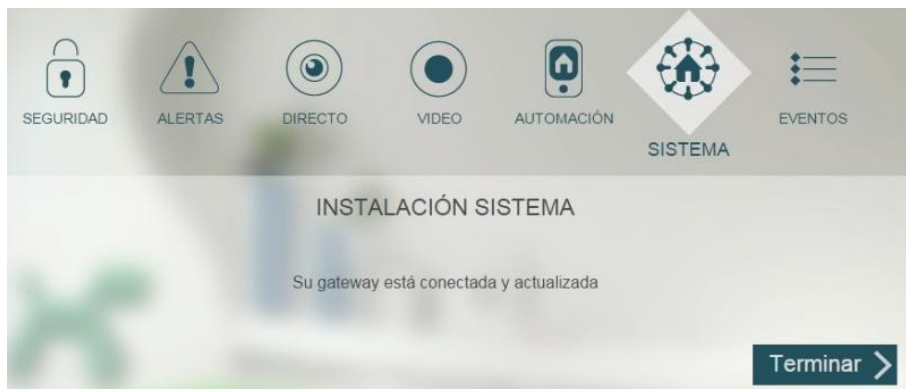 SEGURIDAD ALERTAS DIRECTO VIDEO AUTOMACIÓN SISTEMA EVENTOS
INSTALACIÓN SISTEMA
Su gateway está conectada y actualizada
Terminar